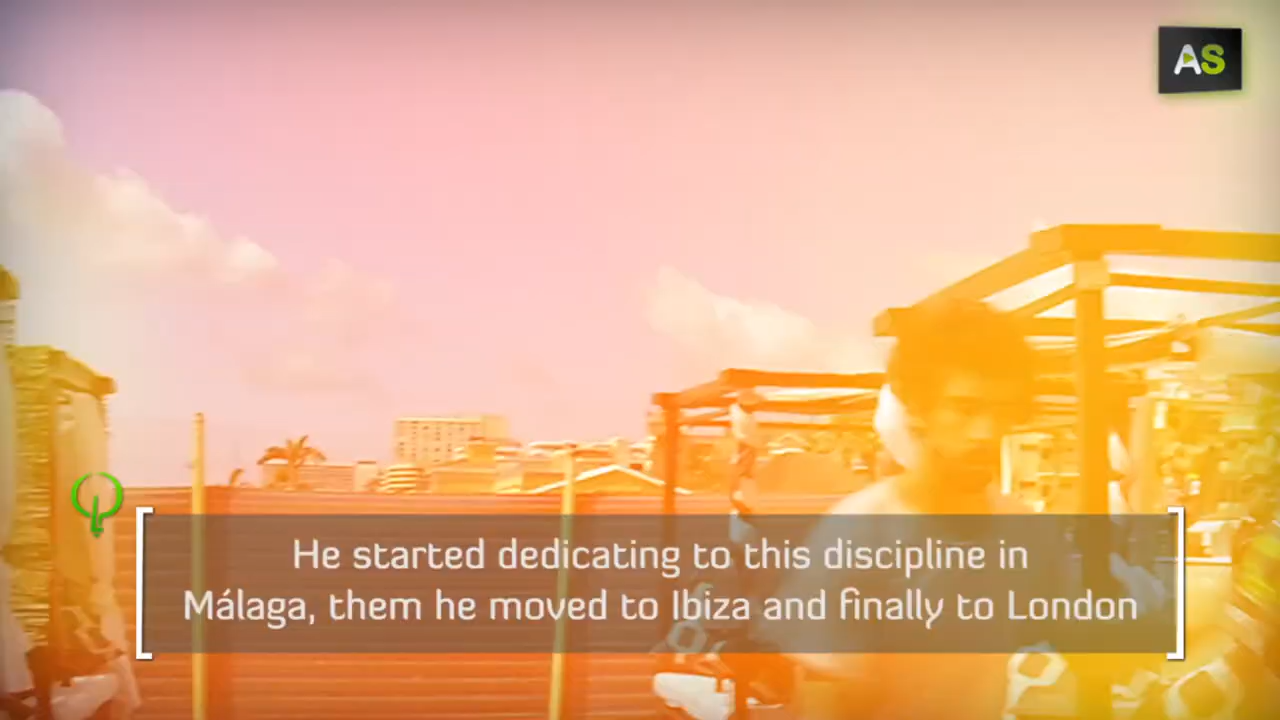 AS
He started dedicating to this discipline in
Málaga, them he moved to Ibiza and finally to London